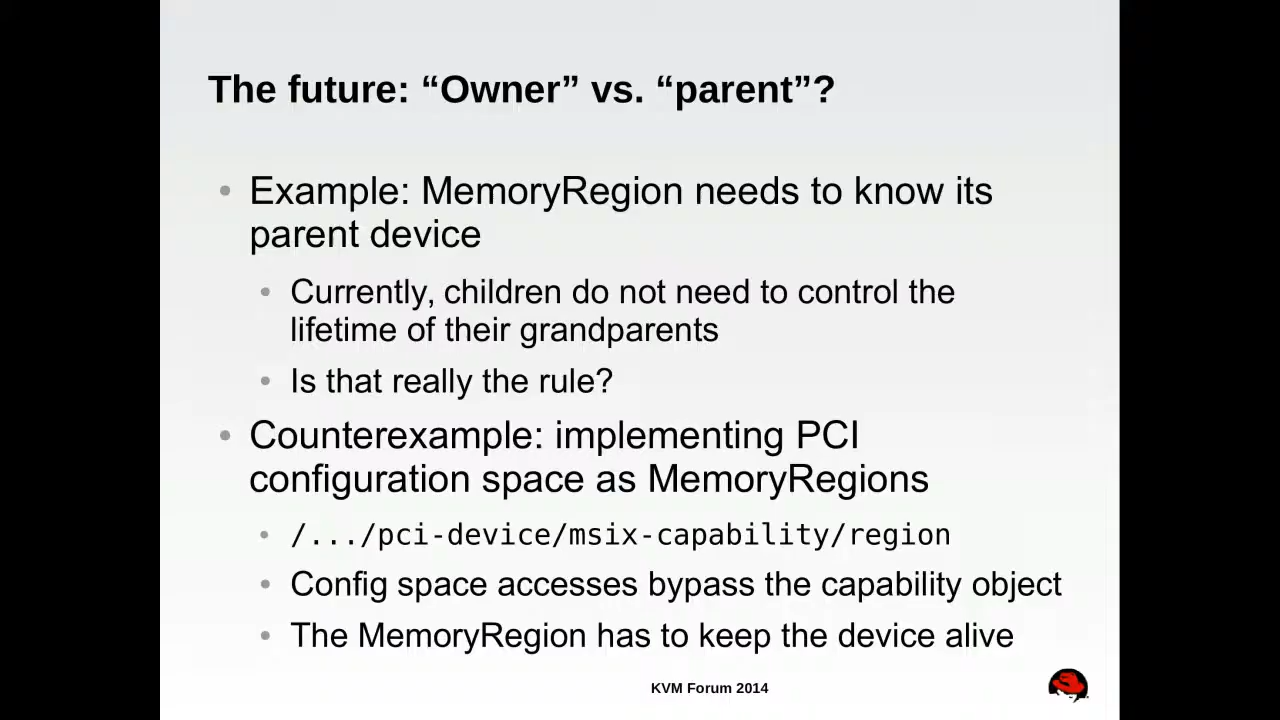 The future: “Owner” vs. “parent”?
• Example: MemoryRegion needs to know its
parent device
• Currently, children do not need to control the
lifetime of their grandparents
• Is that really the rule?
• Counterexample: implementing PCI
configuration space as MemoryRegions
• /.../pci-device/msix-capability/region
• Config space accesses bypass the capability object
• The MemoryRegion has to keep the device alive
KVM Forum 2014